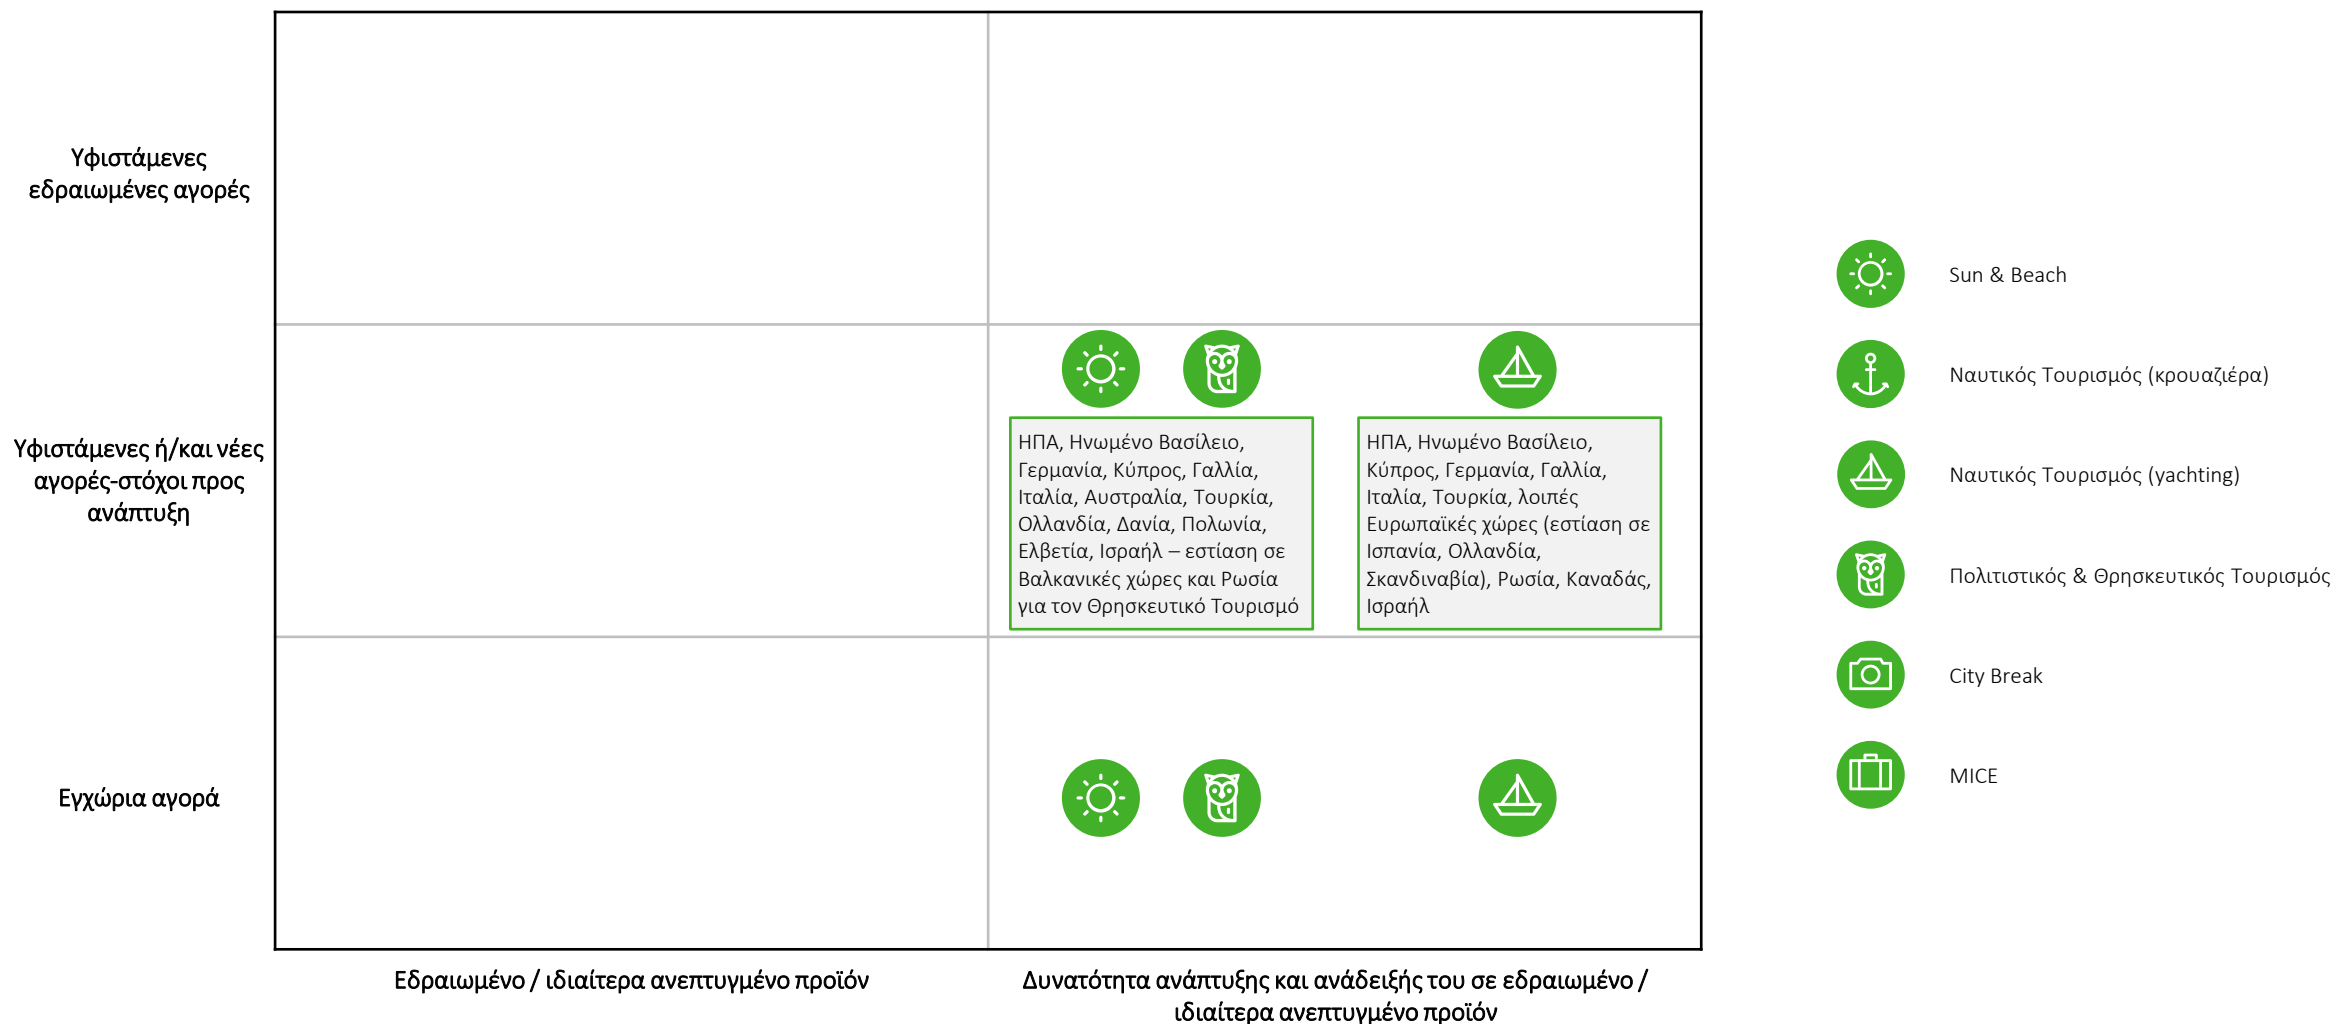 Υφιστάμενες
εδραιωμένες αγορές
Υφιστάμενες ή/και νέες
αγορές-στόχοι προς
ανάπτυξη
ΗΠΑ, Ηνωμένο Βασίλειο,
Γερμανία, Κύπρος, Γαλλία,
Ιταλία, Αυστραλία, Τουρκία,
Ολλανδία, Δανία, Πολωνία,
Ελβετία, Ισραήλ – εστίαση σε
Βαλκανικές χώρες και Ρωσία
για τον Θρησκευτικό Τουρισμό
ΗΠΑ, Ηνωμένο Βασίλειο,
Κύπρος, Γερμανία, Γαλλία,
Ιταλία, Τουρκία, λοιπές
Ευρωπαϊκές χώρες (εστίαση σε
Ισπανία, Ολλανδία,
Σκανδιναβία), Ρωσία, Καναδάς,
Ισραήλ
Εγχώρια αγορά
Εδραιωμένο / ιδιαίτερα ανεπτυγμένο προϊόν
Δυνατότητα ανάπτυξης και ανάδειξής του σε εδραιωμένο /
ιδιαίτερα ανεπτυγμένο προϊόν
Sun & Beach
Ναυτικός Τουρισμός (κρουαζιέρα)
Ναυτικός Τουρισμός (yachting)
Πολιτιστικός & Θρησκευτικός Τουρισμός
City Break
MICE